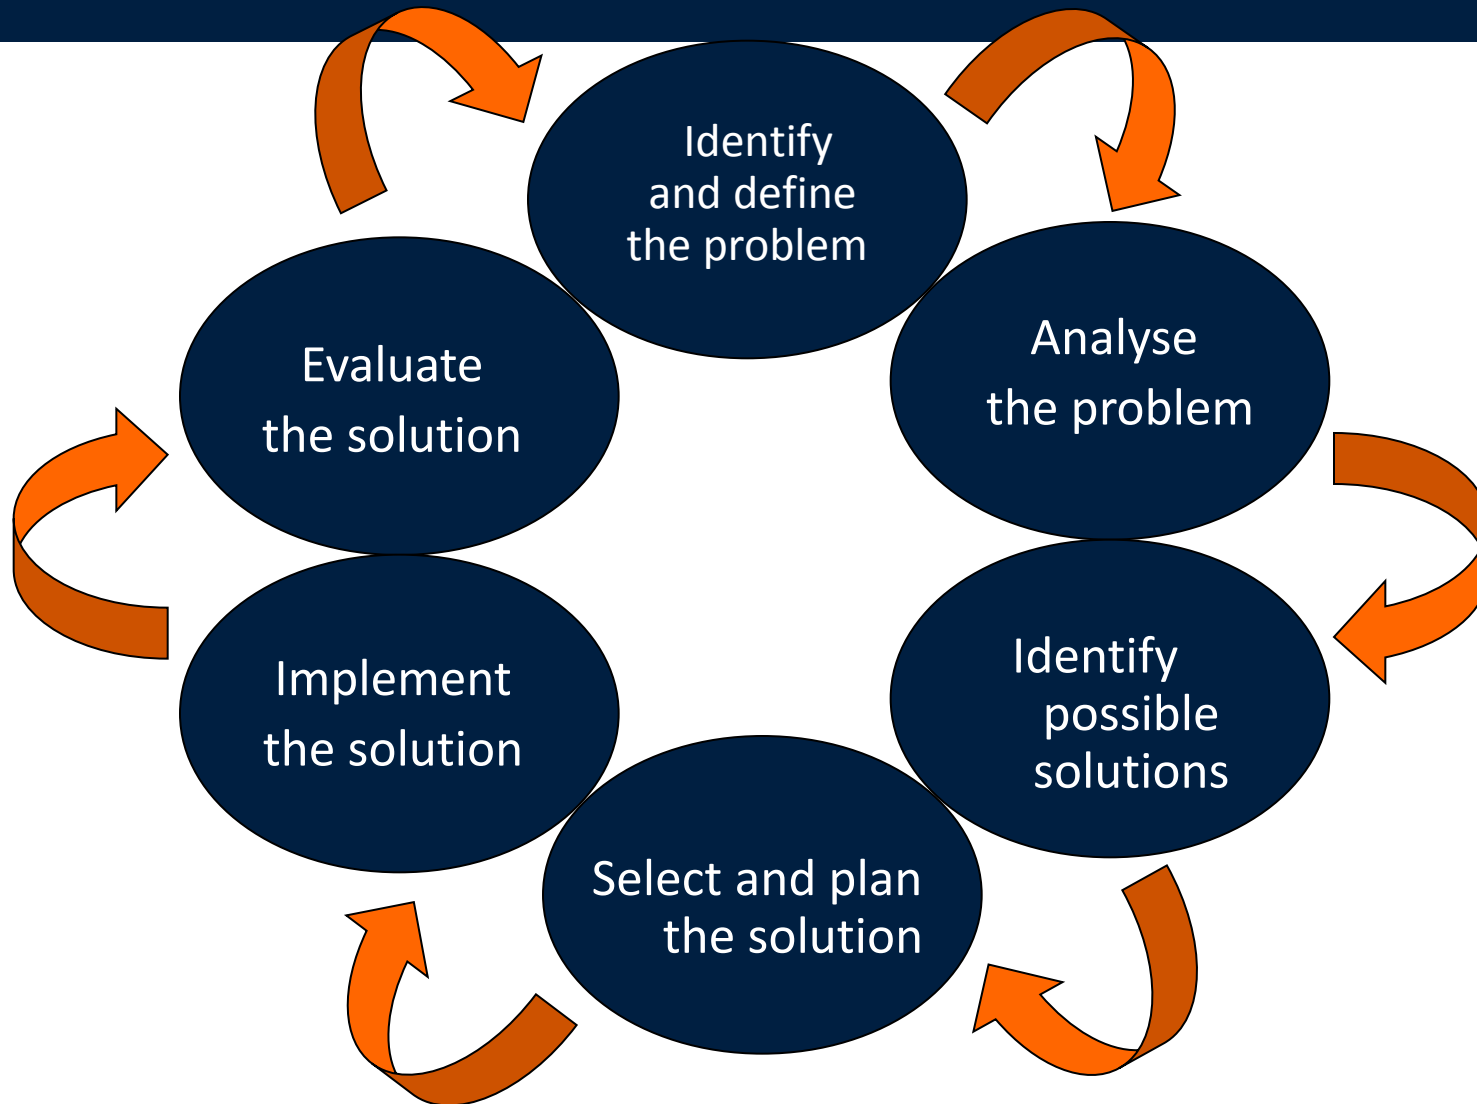 Identify
and define
the problem
Analyse
the problem
Identify
possible
solutions
Select and plan
the solution
Implement
the solution
Evaluate
the solution